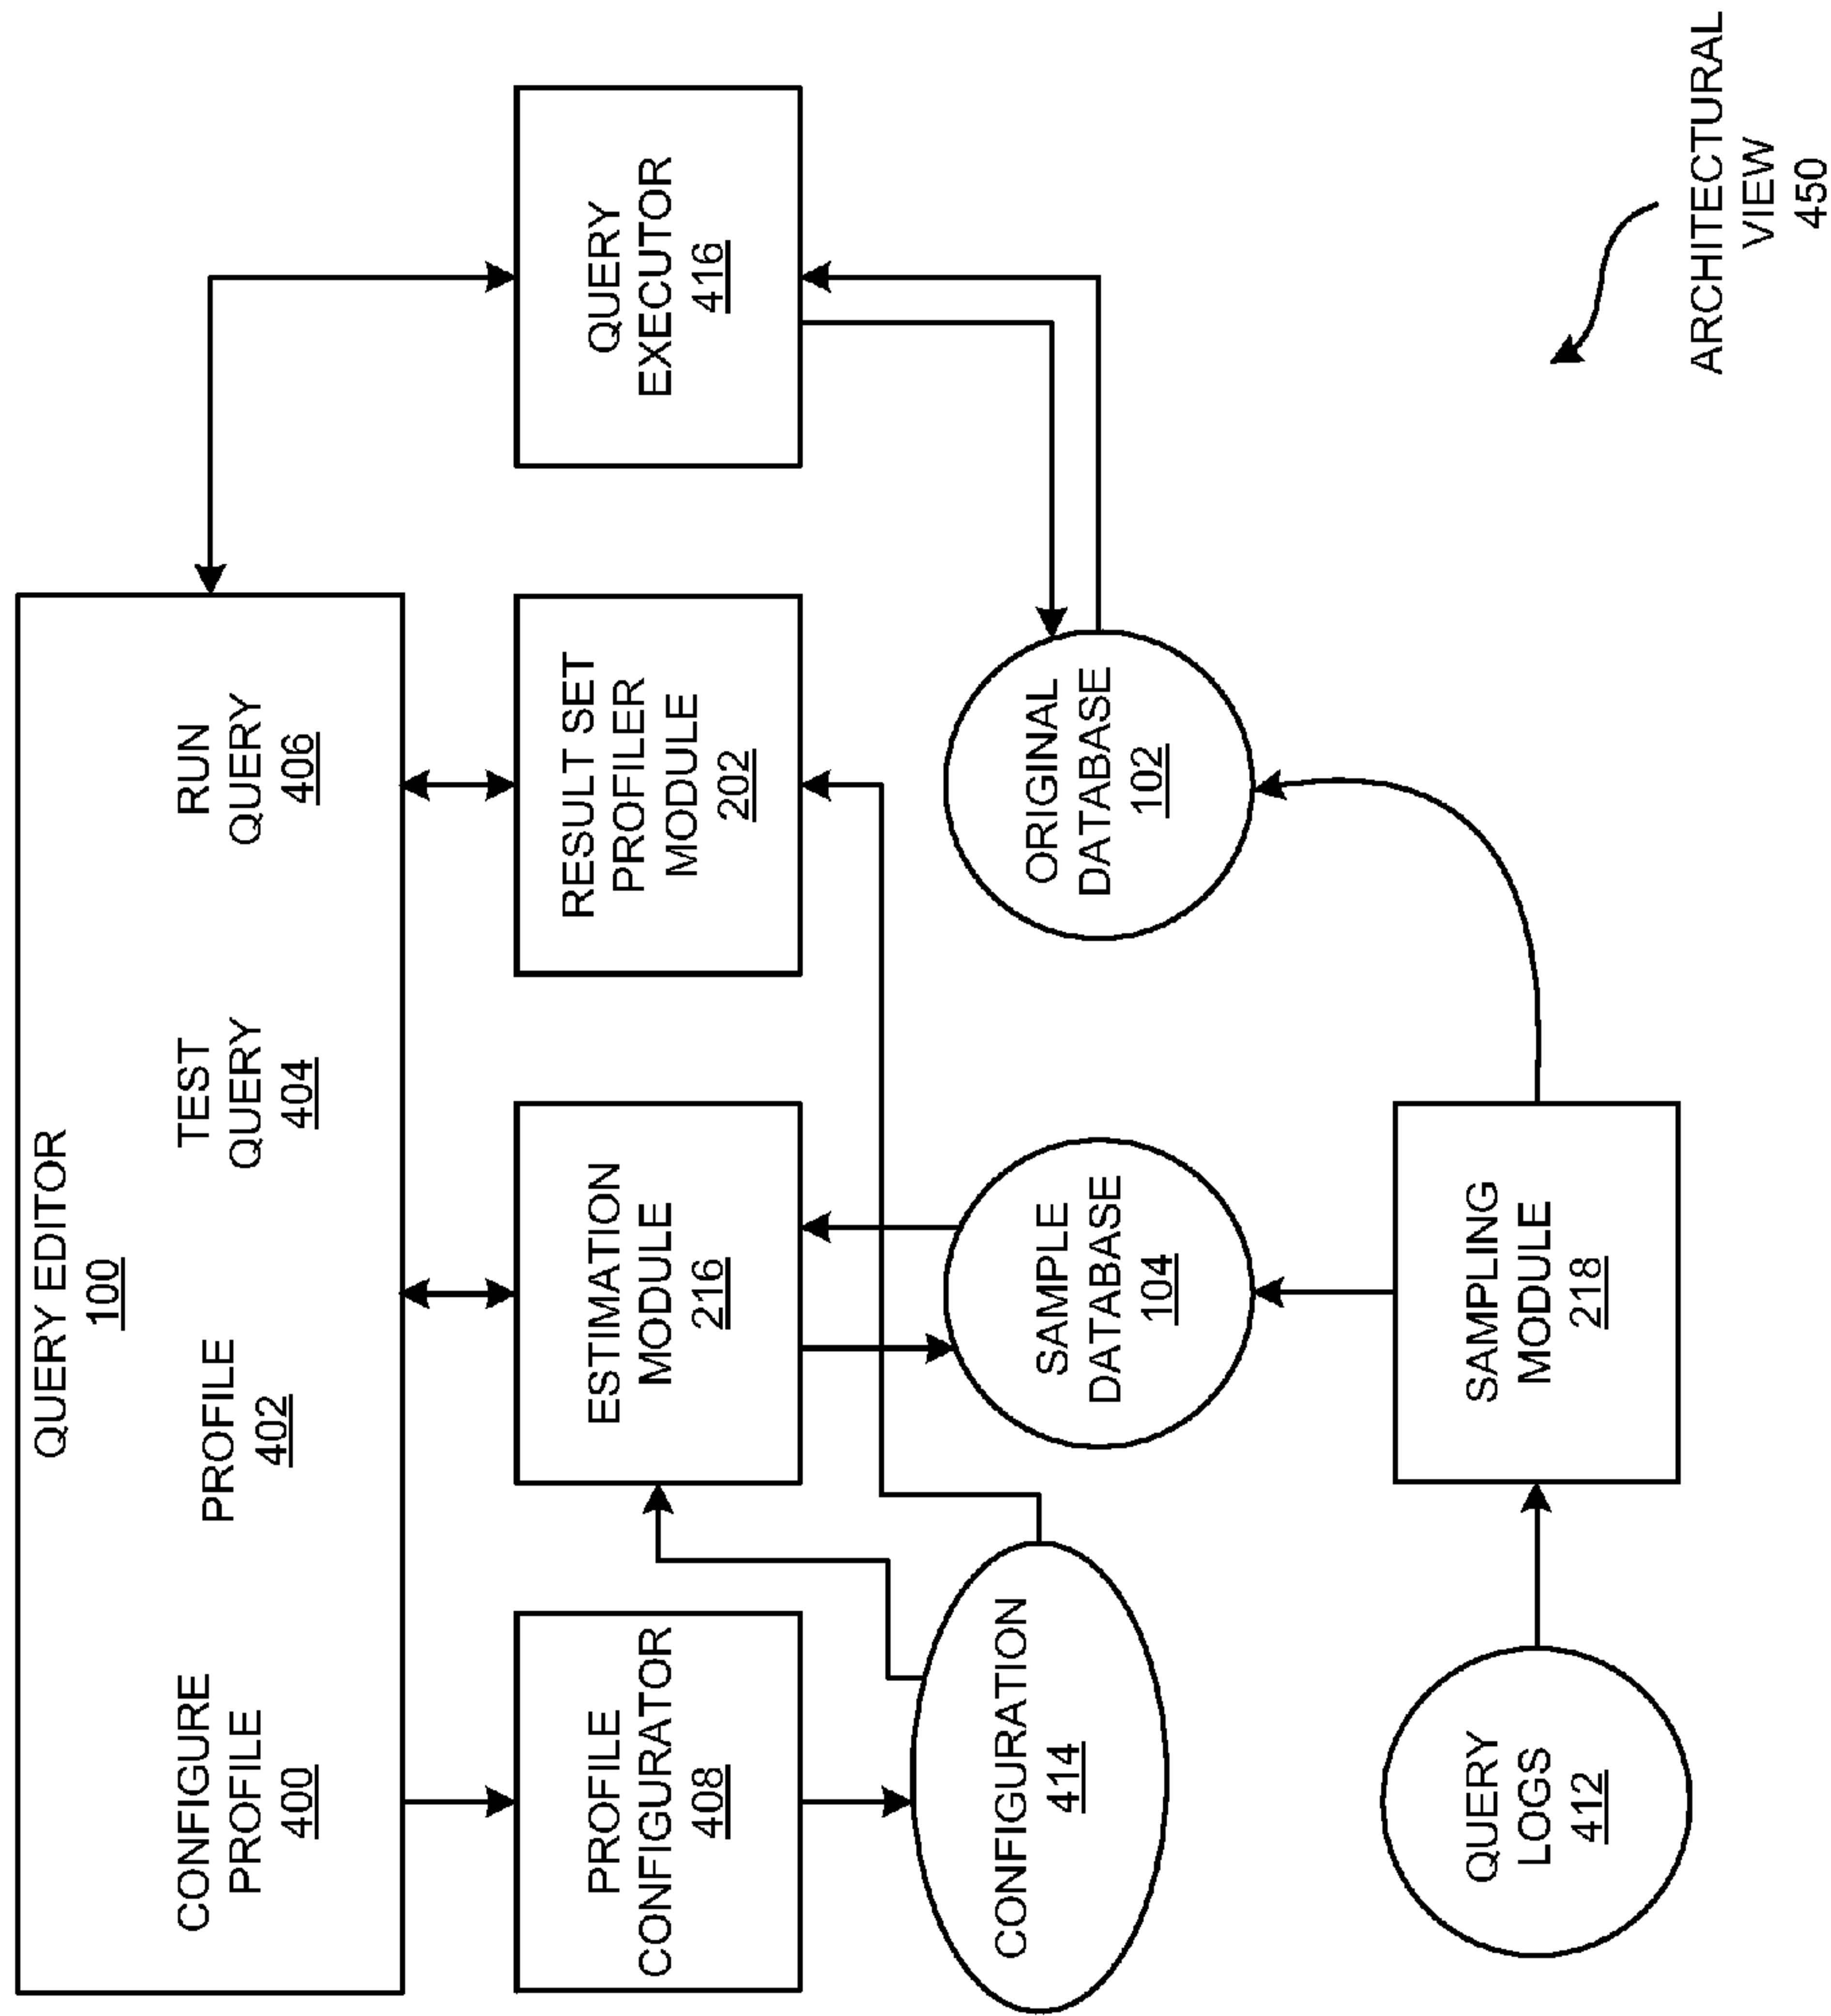 QUERY EDITOR
100
CONFIGURE
PROFILE
400
PROFILE
402
TEST
QUERY
404
RUN
QUERY
406
PROFILE
CONFIGURATOR
408
ESTIMATION
MODULE
216
RESULT SET
PROFILER
MODULE
202
QUERY
EXECUTOR
416
CONFIGURATION
414
SAMPLE
DATABASE
104
ORIGINAL
DATABASE
102
QUERY
LOGS
412
SAMPLING
MODULE
218
ARCHITECTURAL
VIEW
450